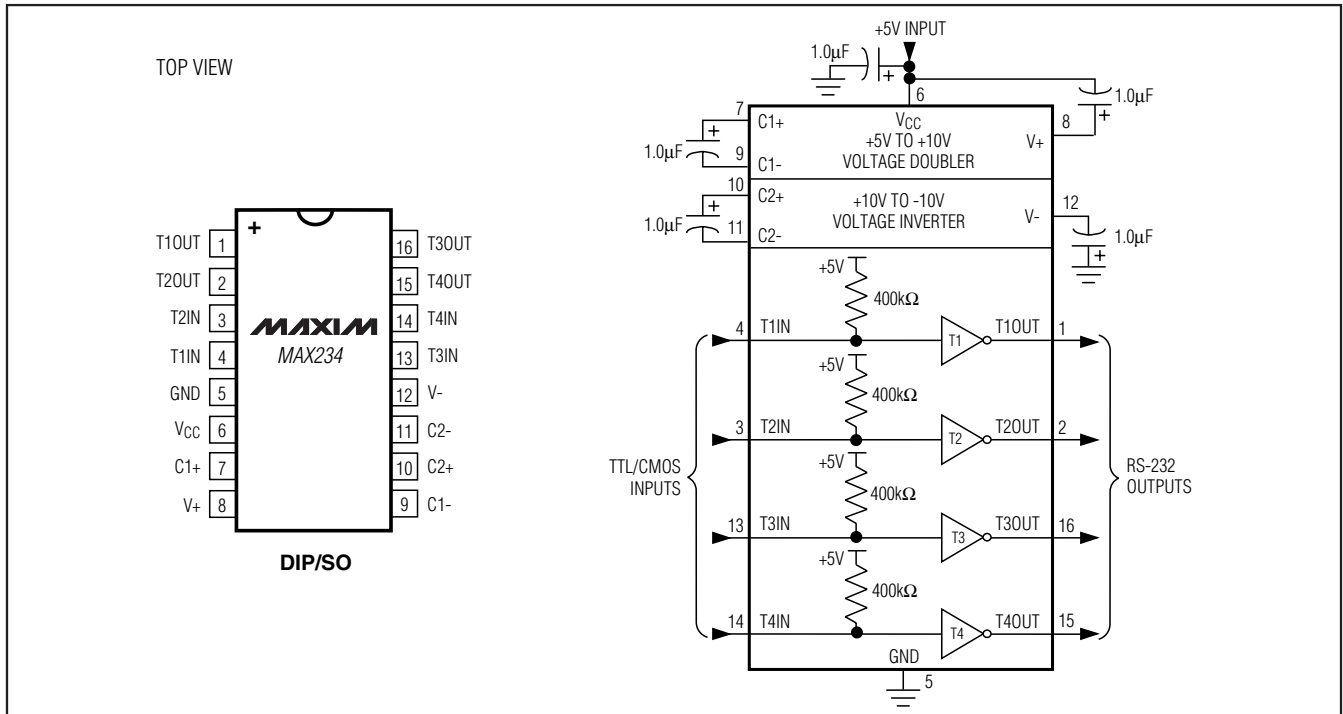 TOP VIEW
+
T1OUT 1
T2OUT 2
T2IN 3
T1IN 4
GND 5
VCC 6
C1+ 7
V+ 8
MAXIM
MAX234
16 T3OUT
15 T4OUT
14 T4IN
13 T3IN
12 V-
11 C2-
10 C2+
9 C1-
DIP/SO
+5V INPUT
1.0µF
+
6
1.0µF
+
7 C1+
VCC
8
V+
+5V TO +10V
VOLTAGE DOUBLER
+
1.0µF
9 C1-
10 C2+
+10V TO -10V
VOLTAGE INVERTER
12
V-
+
1.0µF
11 C2-
1.0µF
+
+5V
400kΩ
4 T1IN T1 T1OUT 1
+5V
400kΩ
3 T2IN T2 T2OUT 2
TTL/CMOS
INPUTS
+5V
400kΩ
RS-232
OUTPUTS
13 T3IN T3 T3OUT 16
+5V
400kΩ
14 T4IN T4 T4OUT 15
GND
5